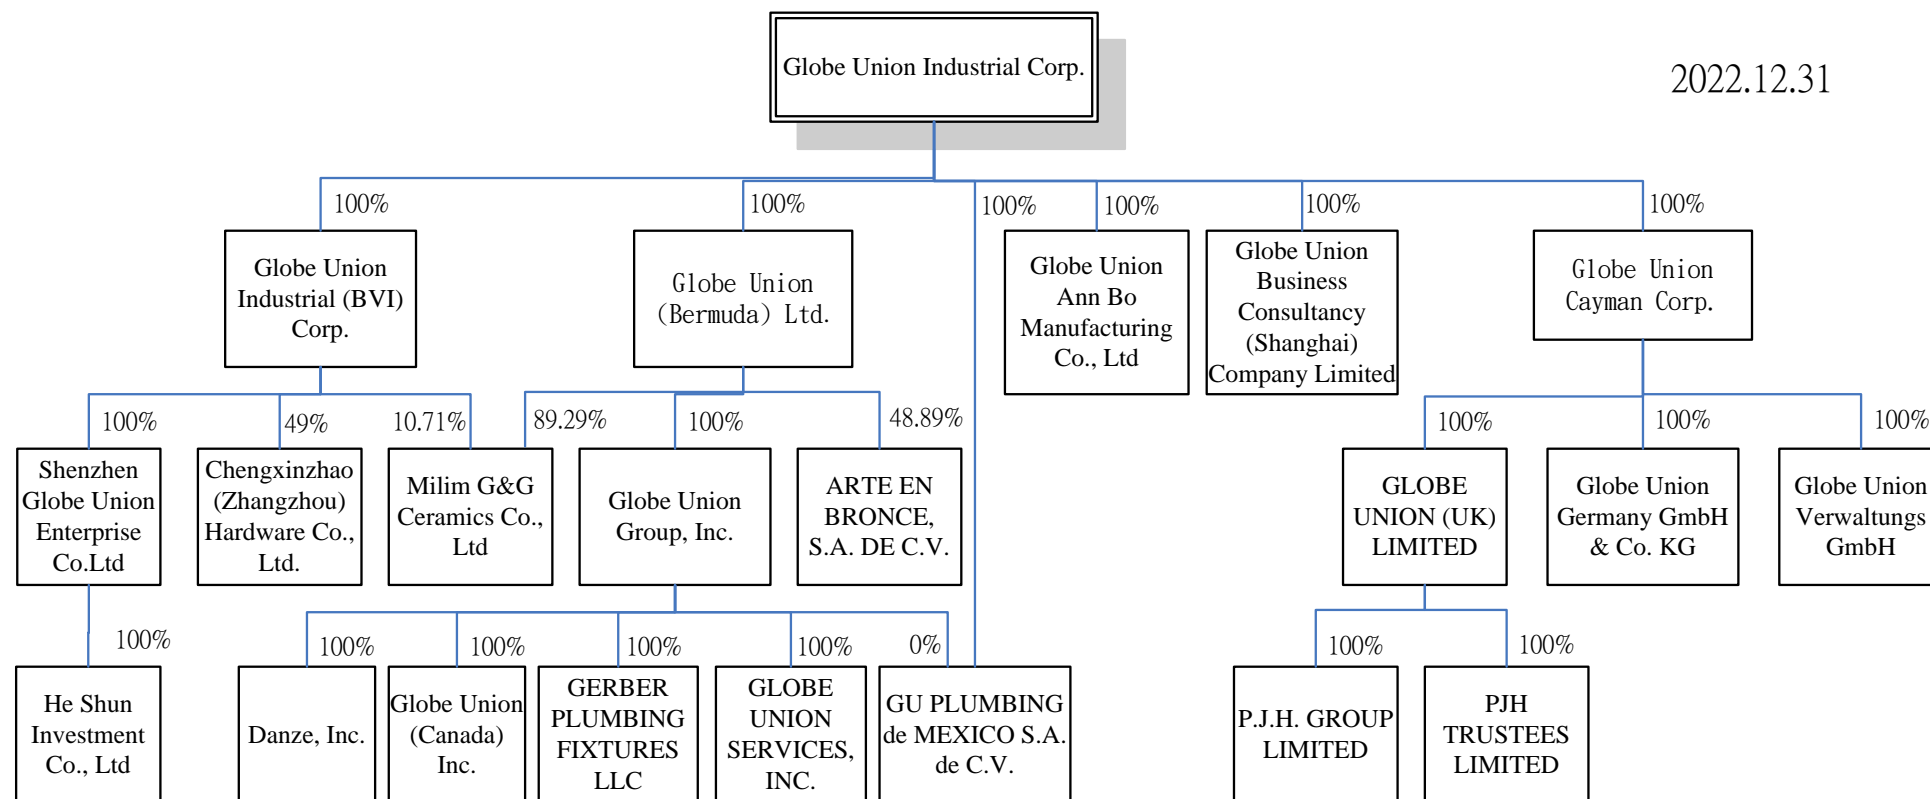 Globe Union Industrial Corp.
2022.12.31
100%
100%
100%
100%
100%
100%
Globe Union
Industrial (BVI)
Corp.
Globe Union
(Bermuda) Ltd.
Globe Union
Ann Bo
Manufacturing
Co., Ltd
Globe Union
Business
Consultancy
(Shanghai)
Company Limited
Globe Union
Cayman Corp.
100%
49%
10.71%
89.29%
100%
48.89%
100%
100%
100%
Shenzhen
Globe Union
Enterprise
Co.Ltd
Chengxinzhao
(Zhangzhou)
Hardware Co.,
Ltd.
Milim G&G
Ceramics Co.,
Ltd
Globe Union
Group, Inc.
ARTE EN
BRONCE,
S.A. DE C.V.
GLOBE
UNION (UK)
LIMITED
Globe Union
Germany GmbH
& Co. KG
Globe Union
Verwaltungs
GmbH
100%
100%
100%
100%
100%
0%
100%
100%
He Shun
Investment
Co., Ltd
Danze, Inc.
Globe Union
(Canada)
Inc.
GERBER
PLUMBING
FIXTURES
LLC
GLOBE
UNION
SERVICES,
INC.
GU PLUMBING
de MEXICO S.A.
de C.V.
P.J.H. GROUP
LIMITED
PJH
TRUSTEES
LIMITED